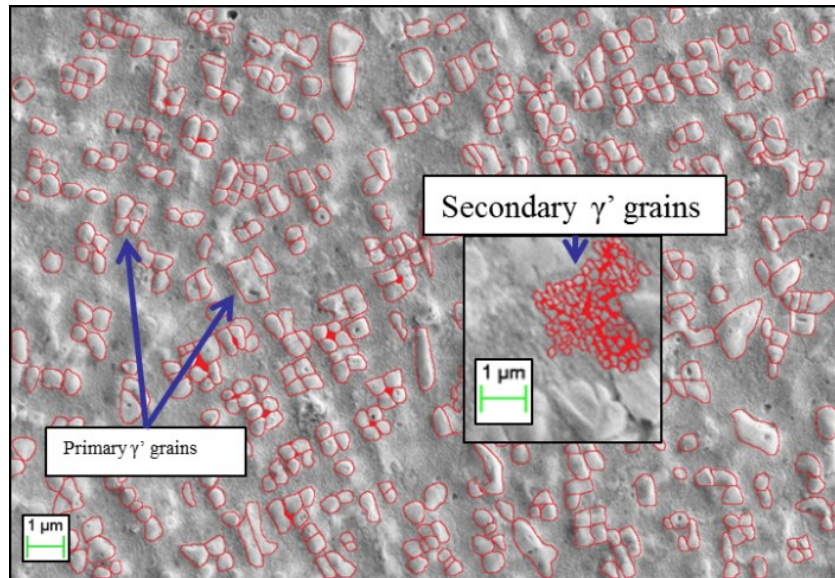 Secondary γ’ grains
1 μm
Primary γ’ grains
1 μm